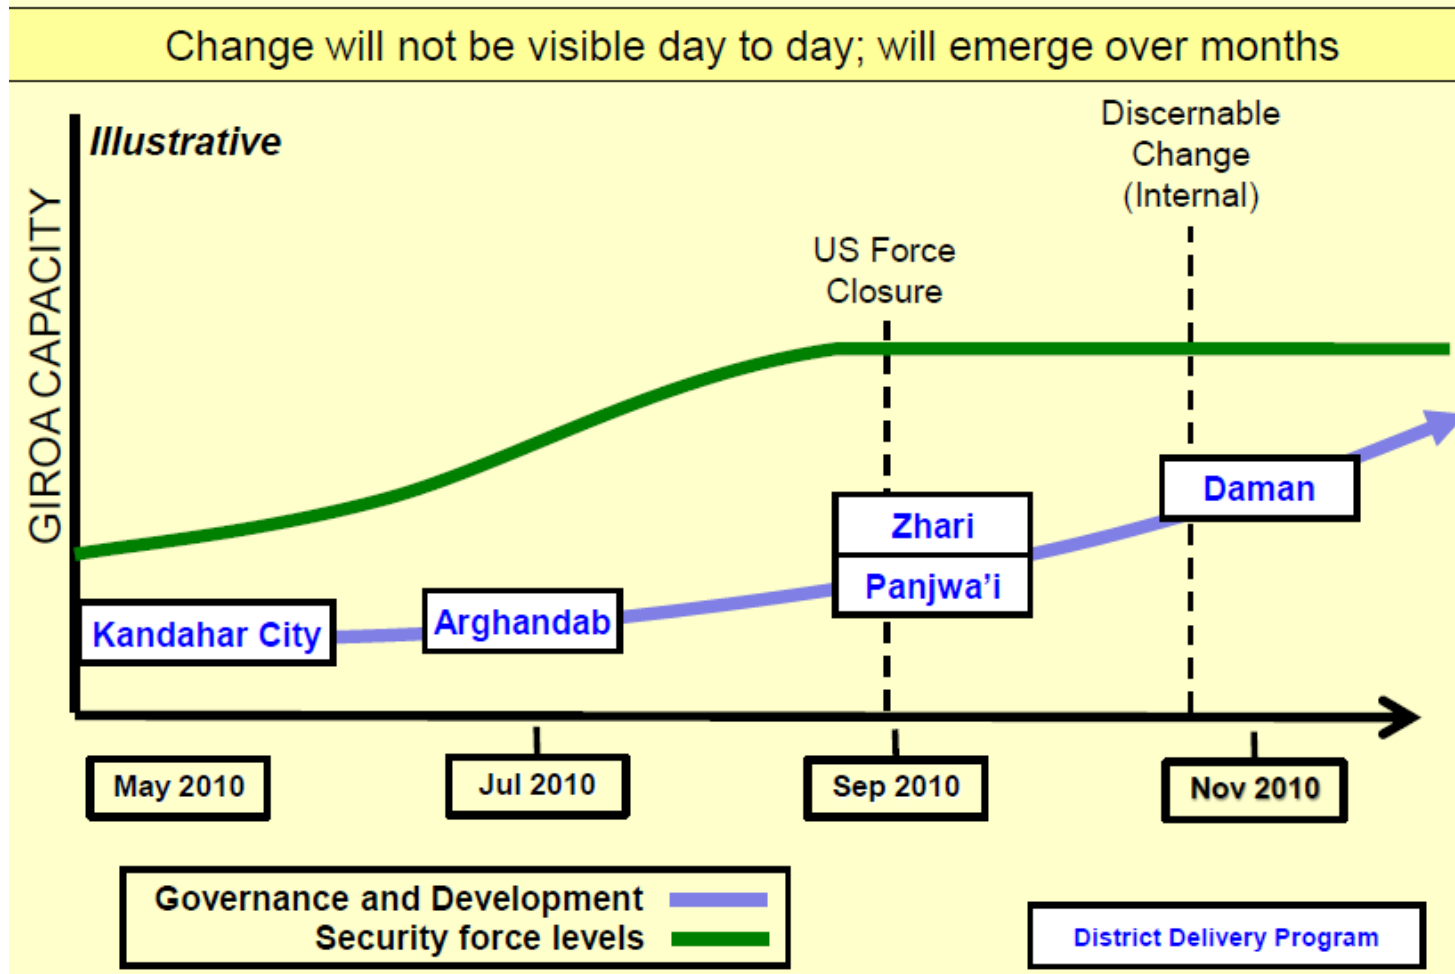 Change will not be visible day to day; will emerge over months
Illustrative
Discernable
Change
(Internal)
US Force
Closure
GIROA CAPACITY
Daman
Zhari
Panjwa’i
Arghandab
Kandahar City
May 2010
Jul 2010
Sep 2010
Nov 2010
Governance and Development
Security force levels
District Delivery Program